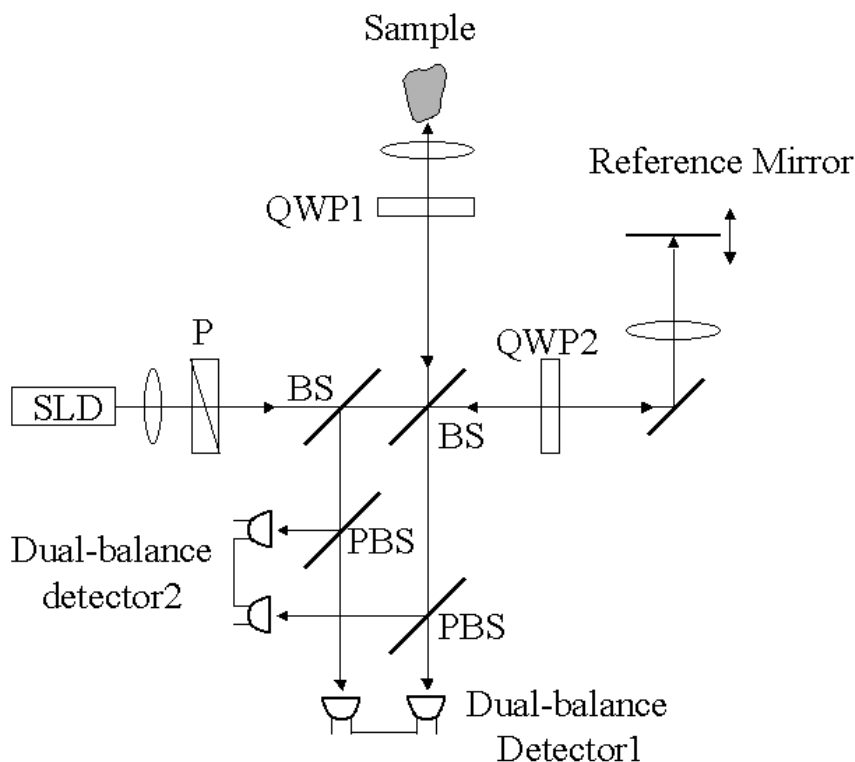 Sample
Reference Mirror
QWP1
P
QWP2
BS
SLD
BS
PBS
Dual-balance
detector2
PBS
Dual-balance
Detector1